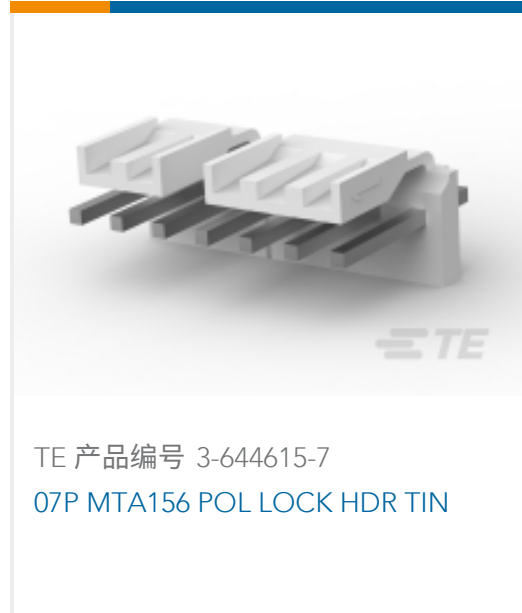 TE
TE 产品编号 3-644615-7
07P MTA156 POL LOCK HDR TIN